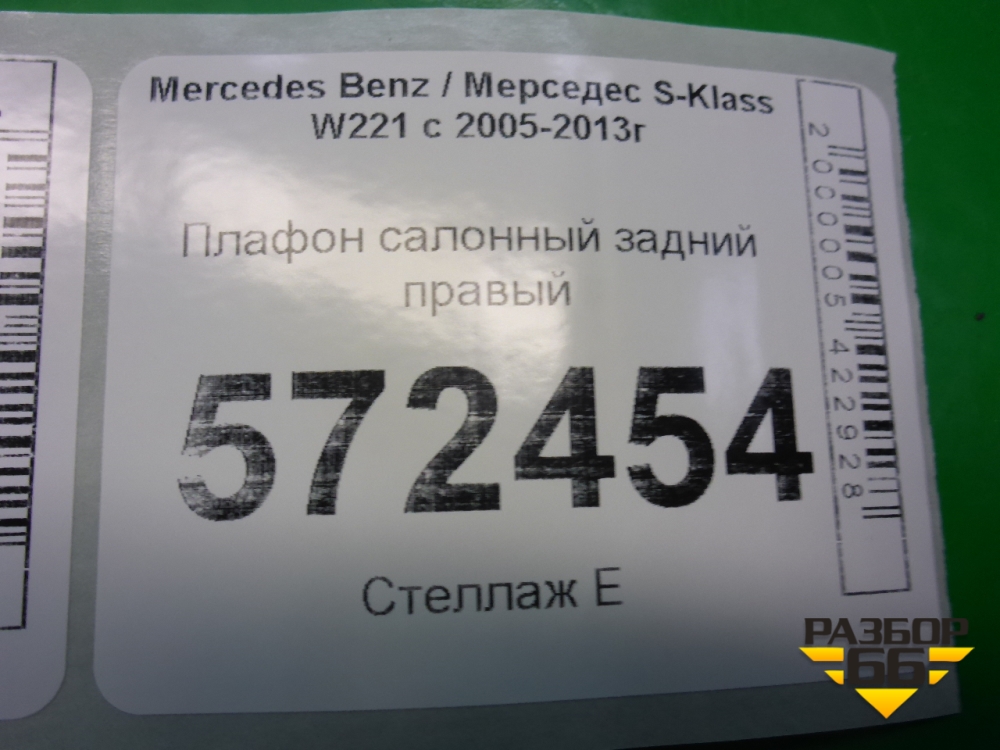 Mercedes Benz / Мерседес S-Klass
W221 с 2005-2013г
Плафон салонный задний
правый
572454
Стеллаж Е
2000005422928
РАЗБОР
66